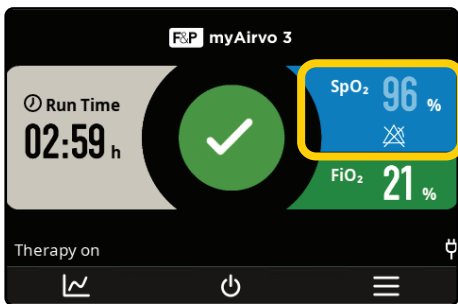 F&P myAirvo 3
Run Time
02:59 h
SpO₂ 96 %
FiO₂ 21 %
Therapy on